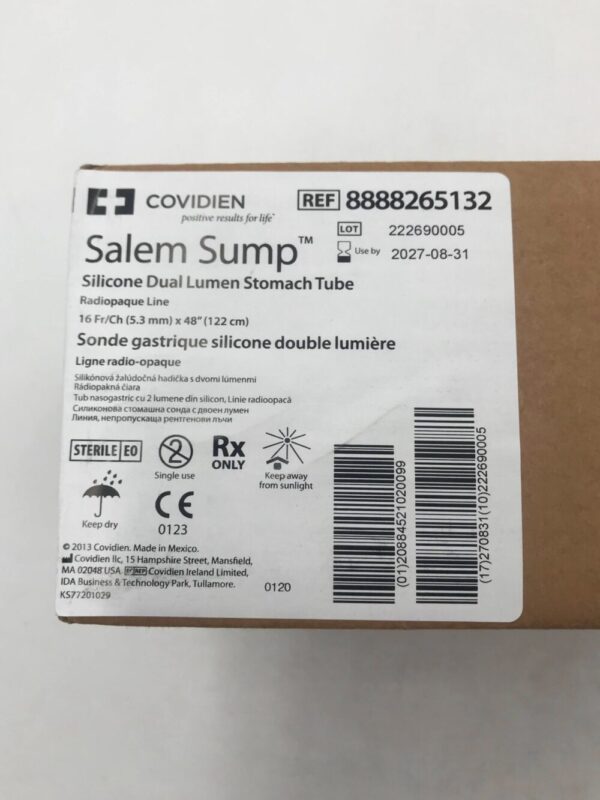 COVIDIEN
positive results for life™
REF 8888265132
LOT 222690005
Use by 2027-08-31
Salem Sump™
Silicone Dual Lumen Stomach Tube
Radiopaque Line
16 Fr/Ch (5.3 mm) x 48" (122 cm)
Sonde gastrique silicone double lumière
Ligne radio-opaque
Silikónová žalúdočná hadička s dvomi lúmenmi
Rádiopakná čiara
Tub nasogastric cu 2 lumene din silicon, Linie radioopacă
Силиконова стомашна сонда с двоен лумен
Линия, непропускаща рентгенови лъчи
STERILE EO
2
Single use
Rx
ONLY
Keep away
from sunlight
Keep dry
CE
0123
© 2013 Covidien. Made in Mexico.
Covidien llc, 15 Hampshire Street, Mansfield,
MA 02048 USA. EC REP Covidien Ireland Limited,
IDA Business & Technology Park, Tullamore.
KS77201029
0120
(01)20884521020099
(17)270831(10)222690005